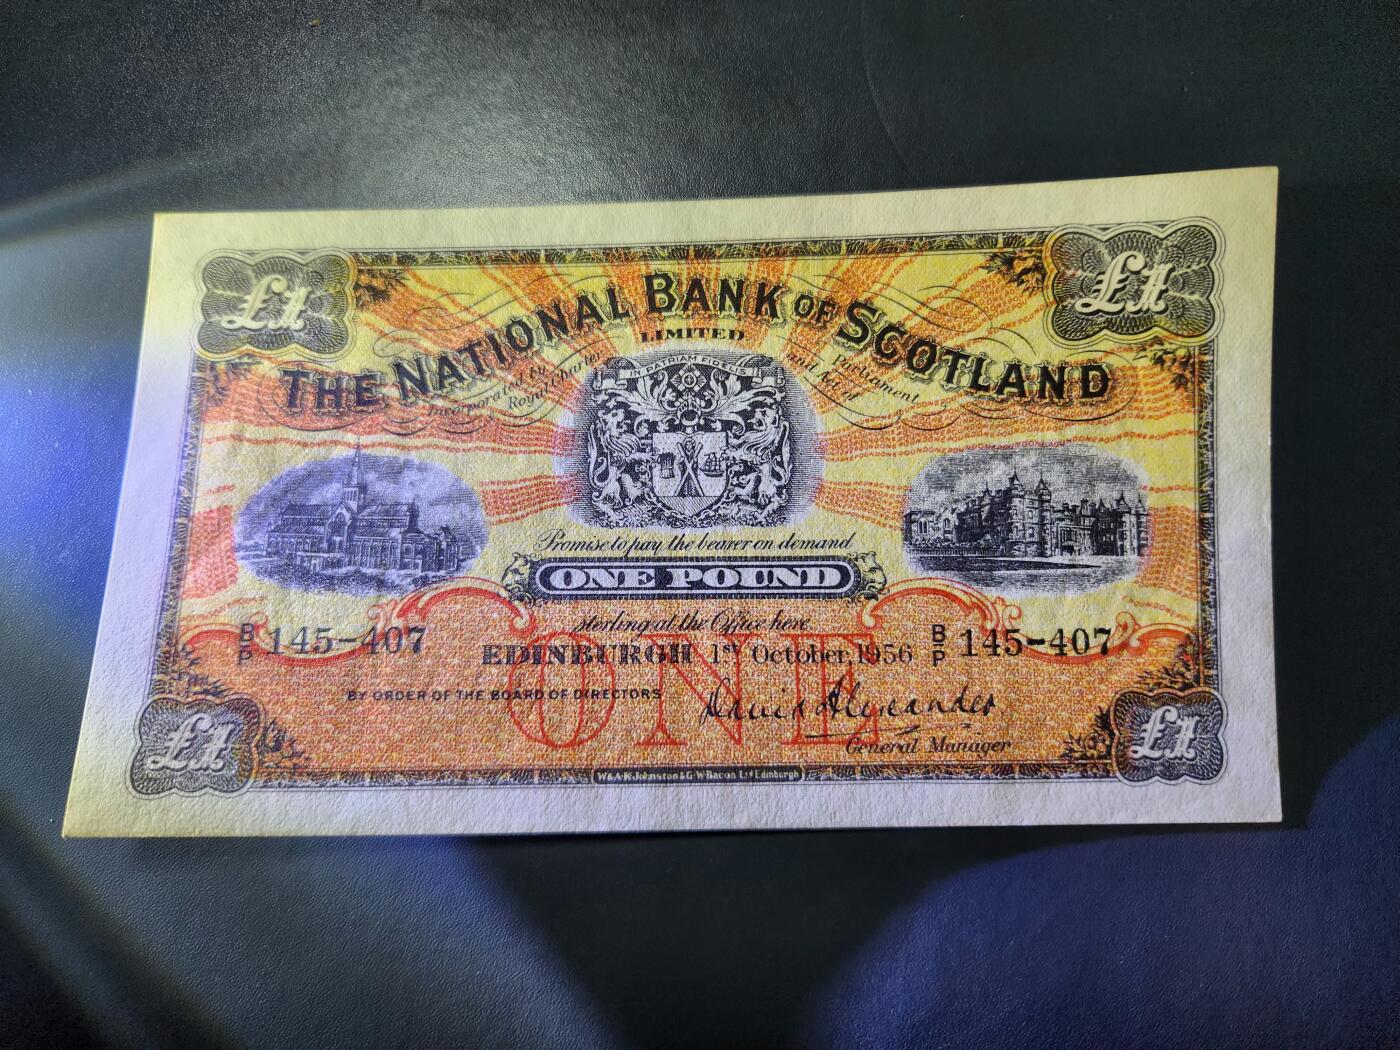 £1
£1
THE NATIONAL BANK OF SCOTLAND
LIMITED
Incorporated by Royal Charter and Act of Parliament
IN PATRIAM FIDELIS
Promise to pay the bearer on demand
ONE POUND
sterling at the Office here
B/P 145-407
EDINBURGH 1st October, 1956
B/P 145-407
ONE
BY ORDER OF THE BOARD OF DIRECTORS
David Alexander
General Manager
£1
£1
W.& A.K. Johnston & G.W. Bacon Ltd Edinburgh